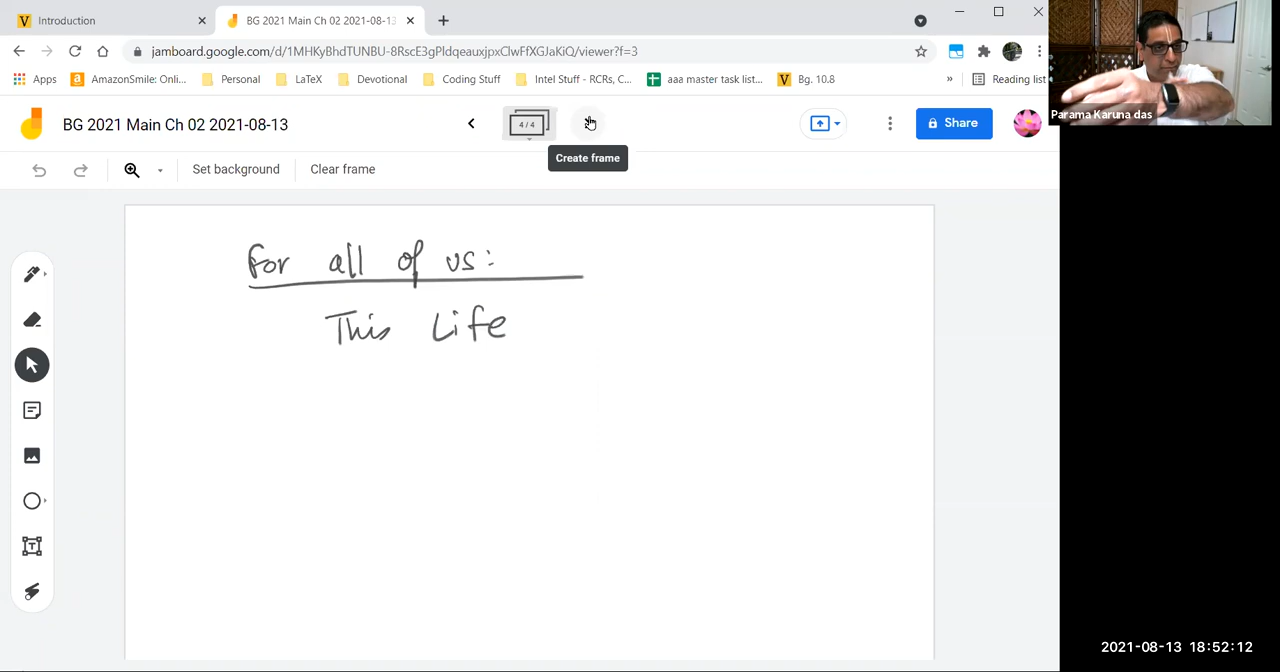 Introduction
BG 2021 Main Ch 02 2021-08-13
jamboard.google.com/d/1MHKyBhdTUNBU-8RscE3gPldqeauxjpxClwFfXGJaKiQ/viewer?f=3
Apps
AmazonSmile: Onli...
Personal
LaTeX
Devotional
Coding Stuff
Intel Stuff - RCRs, C...
aaa master task list...
Bg. 10.8
»
Reading list
Parama Karuna das
BG 2021 Main Ch 02 2021-08-13
4 / 4
Share
Create frame
Set background
Clear frame
For all of us:
This Life
2021-08-13 18:52:12